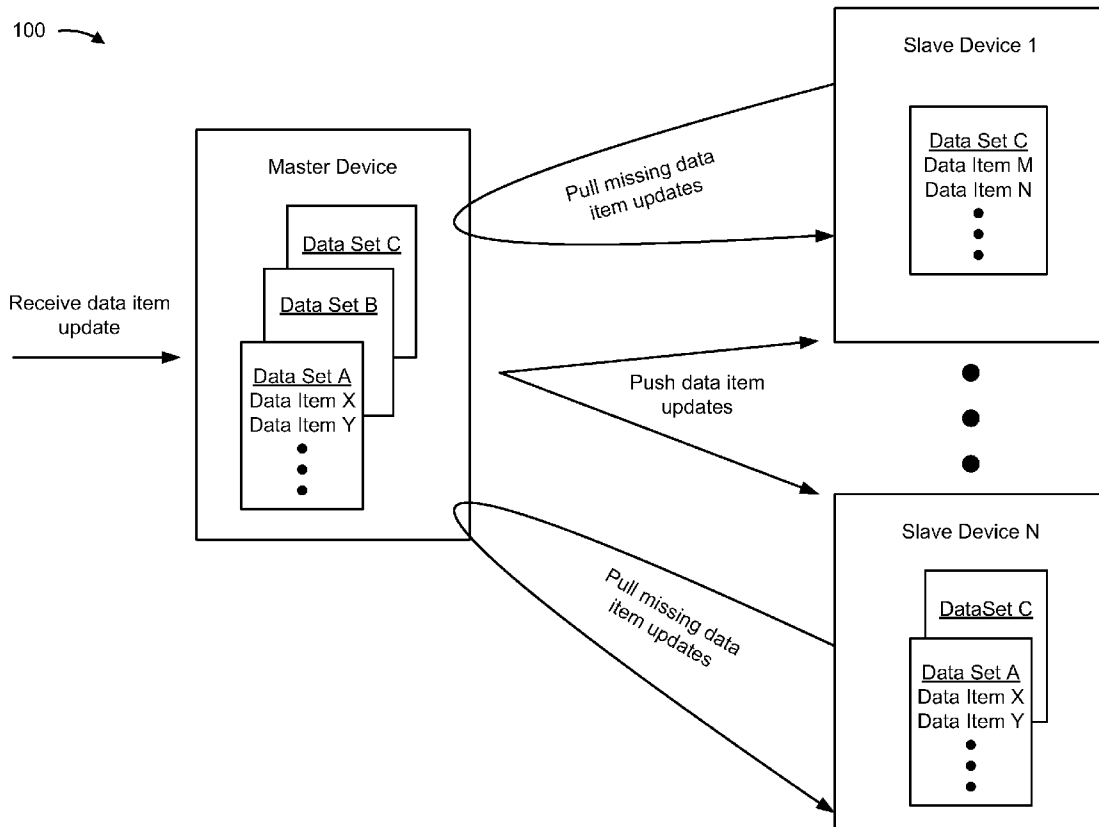 100
Slave Device 1
Data Set C
Data Item M
Data Item N
Master Device
Data Set C
Data Set B
Data Set A
Data Item X
Data Item Y
Receive data item
update
Pull missing data
item updates
Push data item
updates
Pull missing data
item updates
Slave Device N
DataSet C
Data Set A
Data Item X
Data Item Y